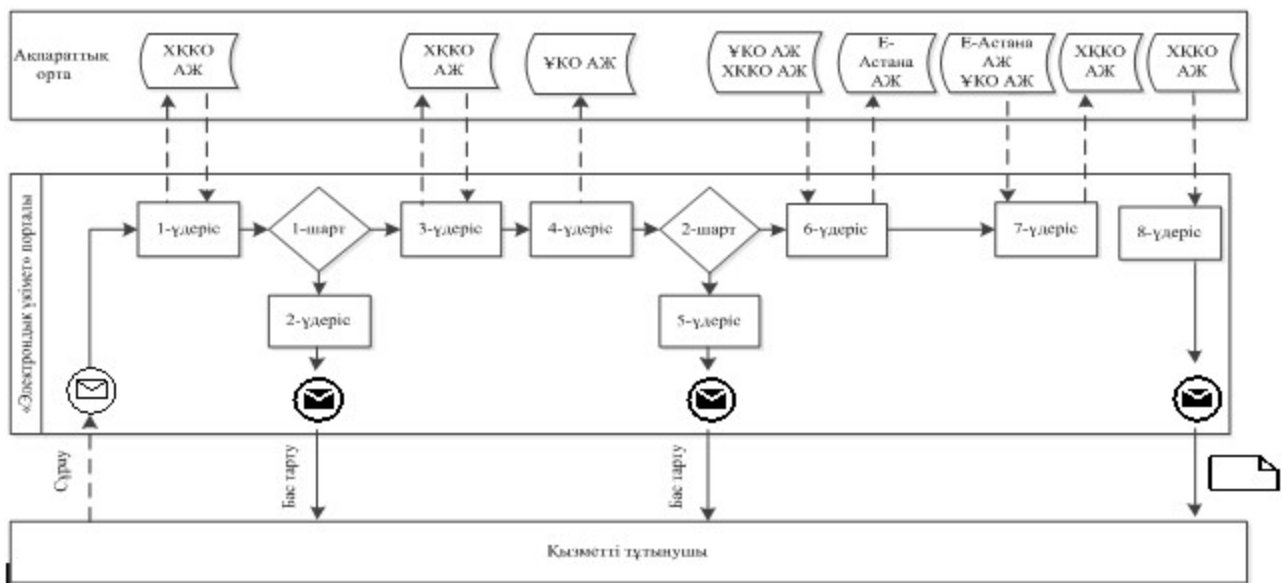 Ақпараттық
орта
ХҚКО
АЖ
ХҚКО
АЖ
ҰКО АЖ
ҰКО АЖ
ХҚКО АЖ
Е-
Астана
АЖ
Е-Астана
АЖ
ҰКО АЖ
ХҚКО
АЖ
ХҚКО
АЖ
«Электрондық үкімет» порталы
1-үдеріс
1-шарт
3-үдеріс
4-үдеріс
2-шарт
6-үдеріс
7-үдеріс
8-үдеріс
2-үдеріс
5-үдеріс
Сұрау
Бас тарту
Бас тарту
Қызметті тұтынушы